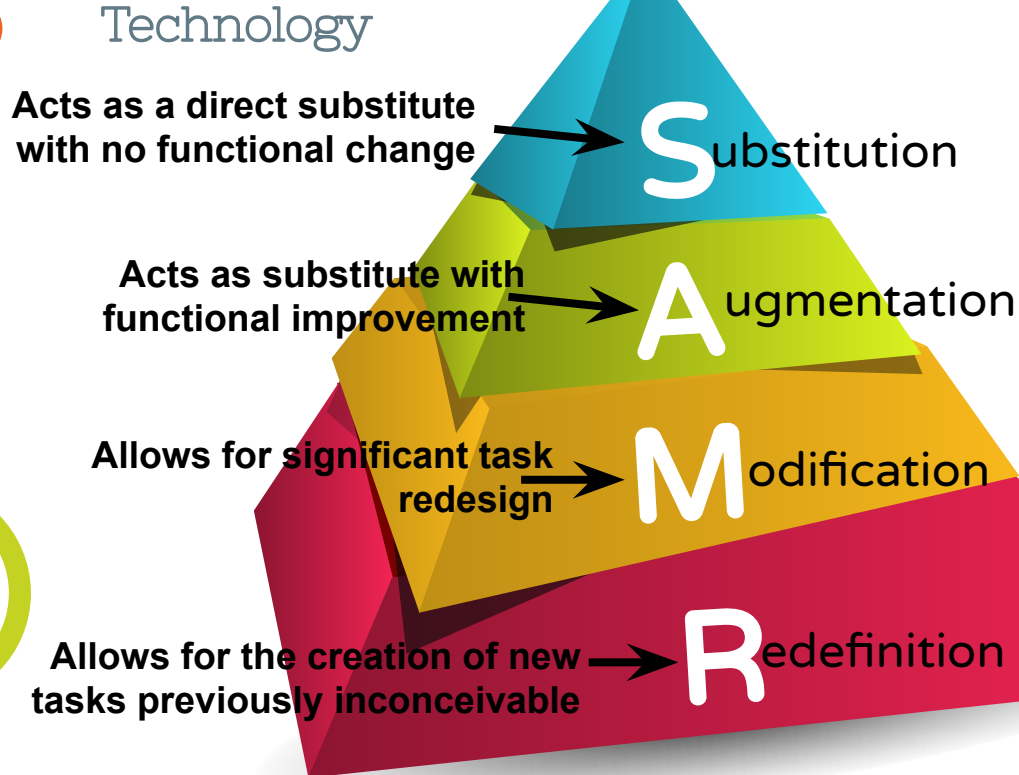 Technology
Acts as a direct substitute
with no functional change
Substitution
Acts as substitute with
functional improvement
Augmentation
Allows for significant task
redesign
Modification
Allows for the creation of new
tasks previously inconceivable
Redefinition